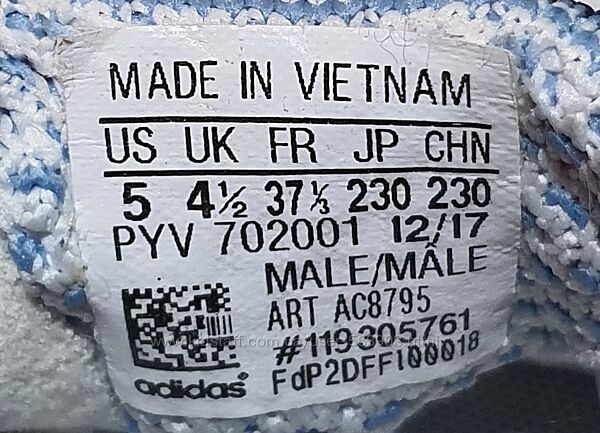 MADE IN VIETNAM
US UK FR JP CHN
5 4½ 37⅓ 230 230
PYV 702001 12/17
MALE/MÂLE
ART AC8795
#119305761
FdP2DFFI00018
adidas